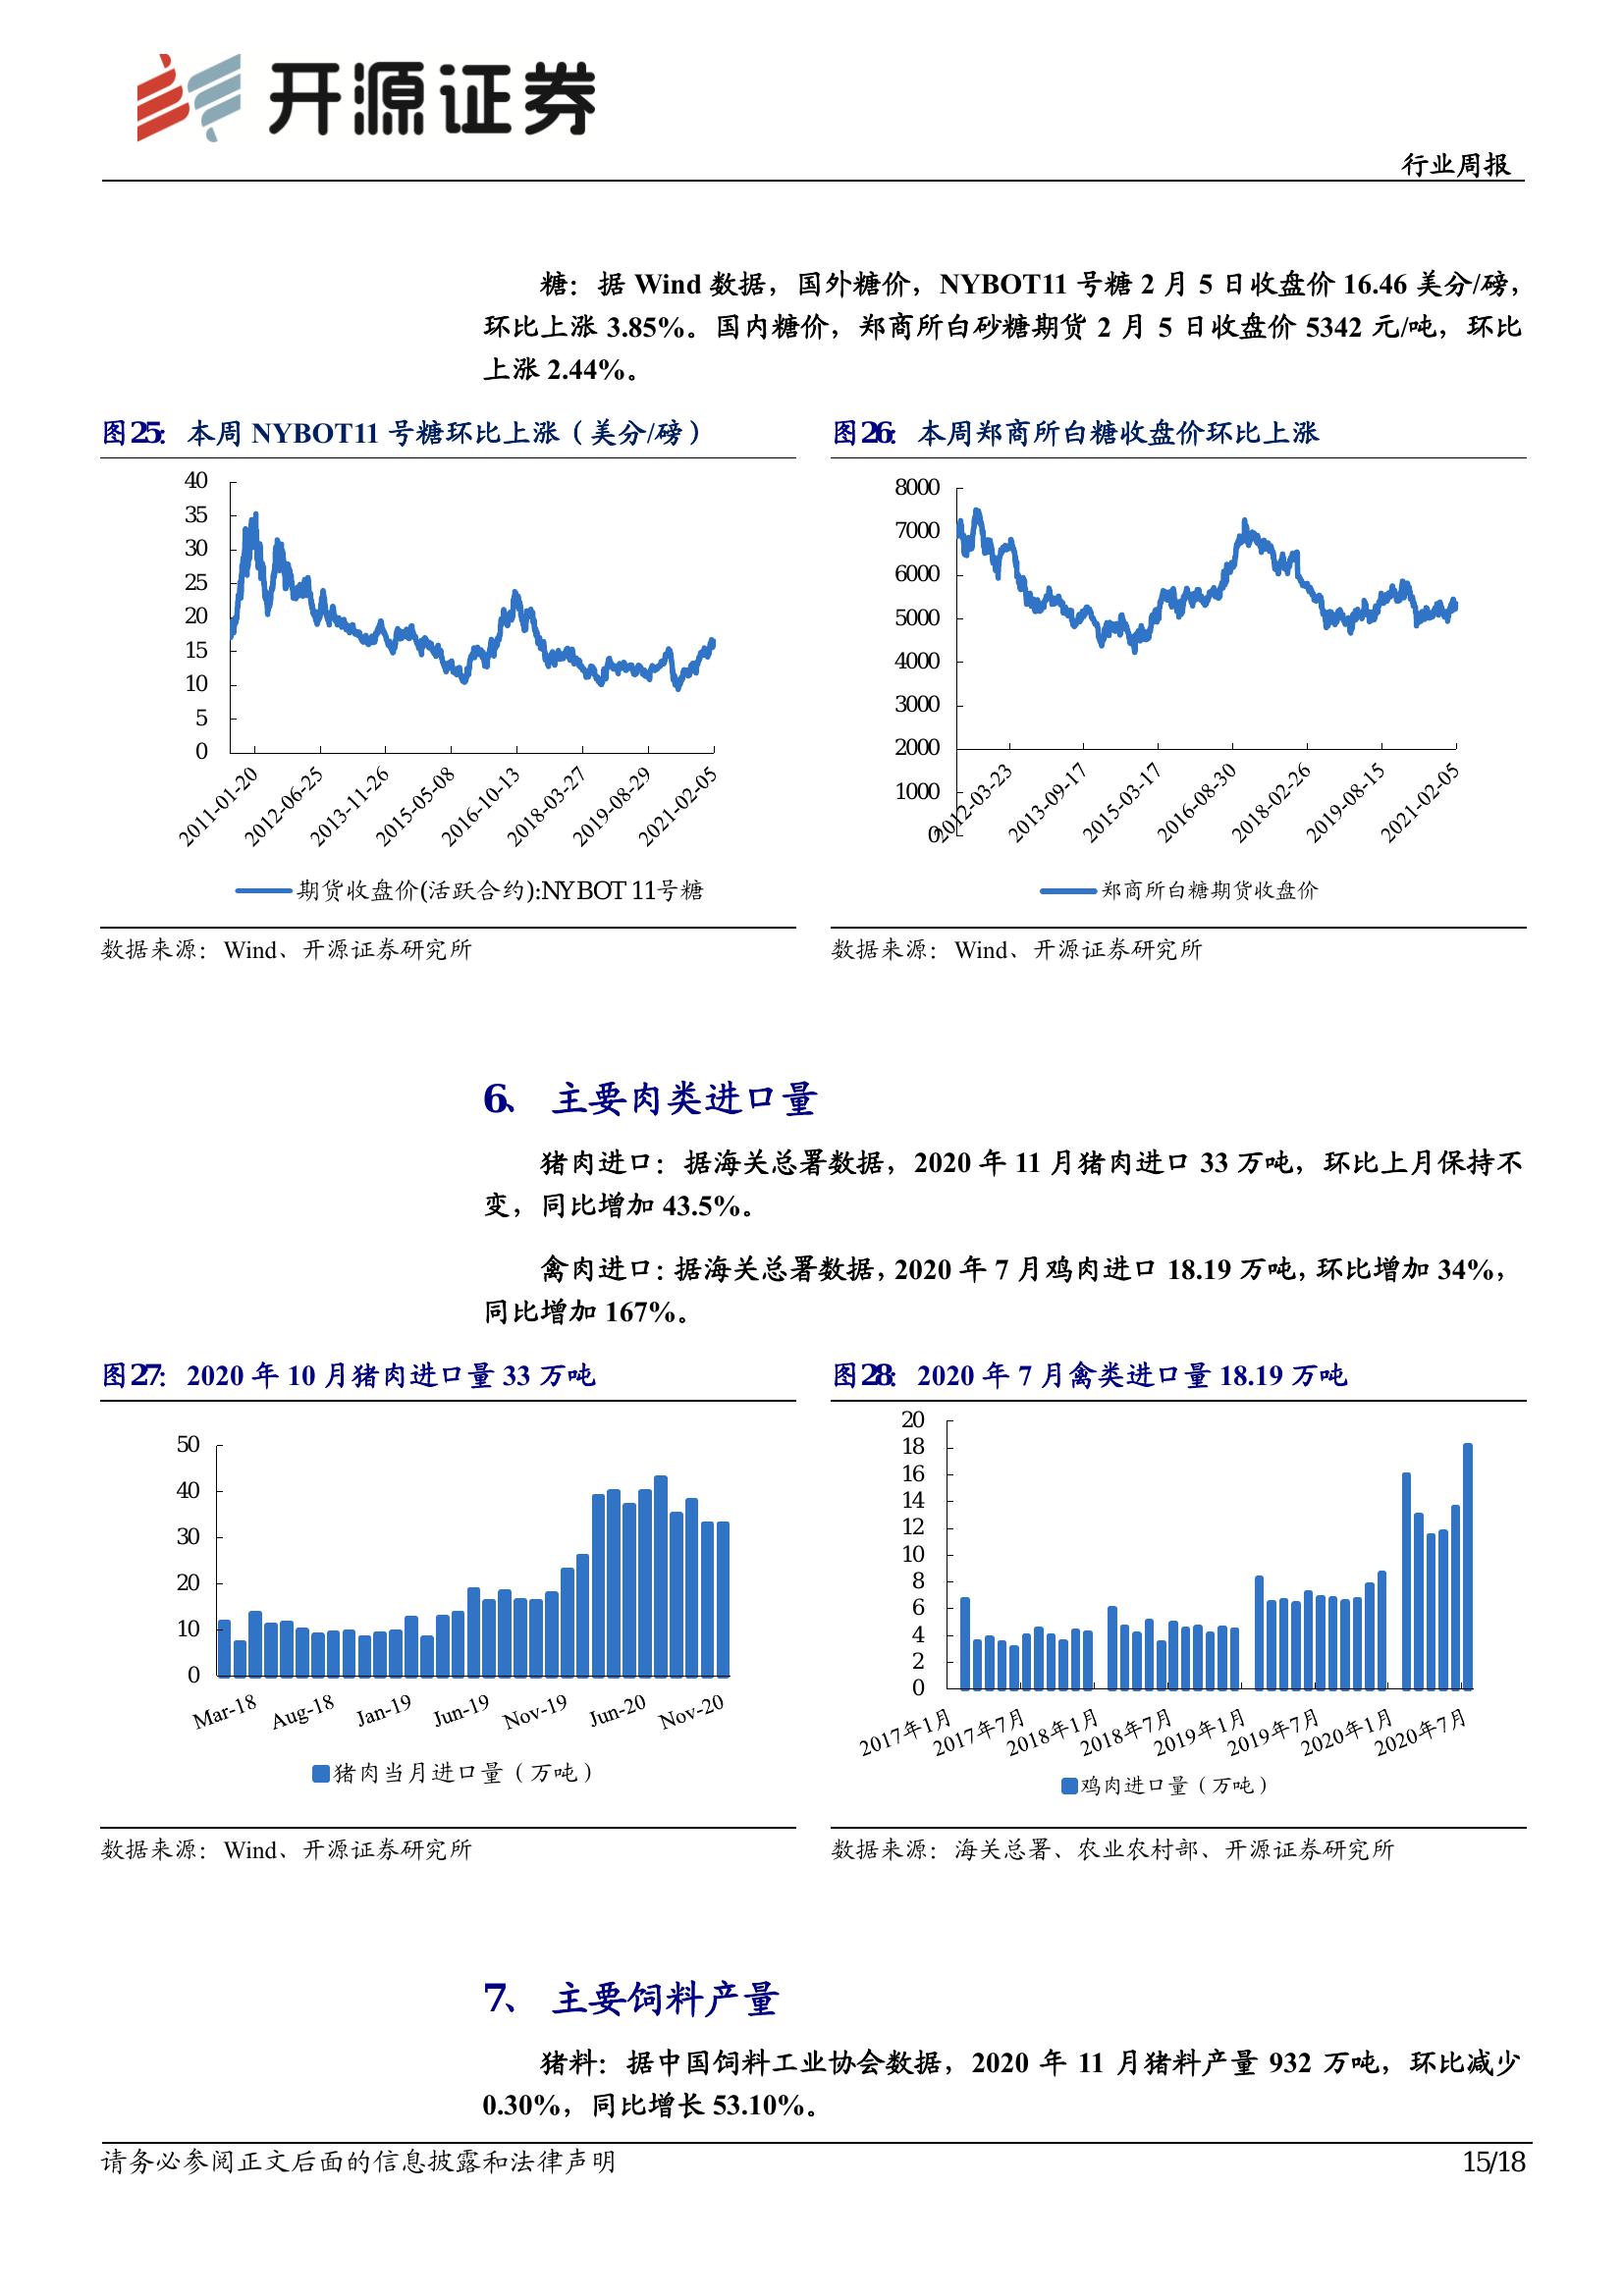 开源证券
行业周报
糖：据 Wind 数据，国外糖价，NYBOT11 号糖 2 月 5 日收盘价 16.46 美分/磅，
环比上涨 3.85%。国内糖价，郑商所白砂糖期货 2 月 5 日收盘价 5342 元/吨，环比
上涨 2.44%。
图25： 本周 NYBOT11 号糖环比上涨（美分/磅）
40
35
30
25
20
15
10
5
0
2011-01-20
2012-06-25
2013-11-26
2015-05-08
2016-10-13
2018-03-27
2019-08-29
2021-02-05
期货收盘价(活跃合约):NYBOT 11号糖
数据来源：Wind、开源证券研究所
图26： 本周郑商所白糖收盘价环比上涨
8000
7000
6000
5000
4000
3000
2000
1000
0
2012-03-23
2013-09-17
2015-03-17
2016-08-30
2018-02-26
2019-08-15
2021-02-05
郑商所白糖期货收盘价
数据来源：Wind、开源证券研究所
6、 主要肉类进口量
猪肉进口：据海关总署数据，2020 年 11 月猪肉进口 33 万吨，环比上月保持不
变，同比增加 43.5%。
禽肉进口：据海关总署数据，2020 年 7 月鸡肉进口 18.19 万吨，环比增加 34%，
同比增加 167%。
图27： 2020 年 10 月猪肉进口量 33 万吨
50
40
30
20
10
0
Mar-18
Aug-18
Jan-19
Jun-19
Nov-19
Jun-20
Nov-20
猪肉当月进口量（万吨）
数据来源：Wind、开源证券研究所
图28： 2020 年 7 月禽类进口量 18.19 万吨
20
18
16
14
12
10
8
6
4
2
0
2017年1月
2017年7月
2018年1月
2018年7月
2019年1月
2019年7月
2020年1月
2020年7月
鸡肉进口量（万吨）
数据来源：海关总署、农业农村部、开源证券研究所
7、 主要饲料产量
猪料：据中国饲料工业协会数据，2020 年 11 月猪料产量 932 万吨，环比减少
0.30%，同比增长 53.10%。
请务必参阅正文后面的信息披露和法律声明
15/18